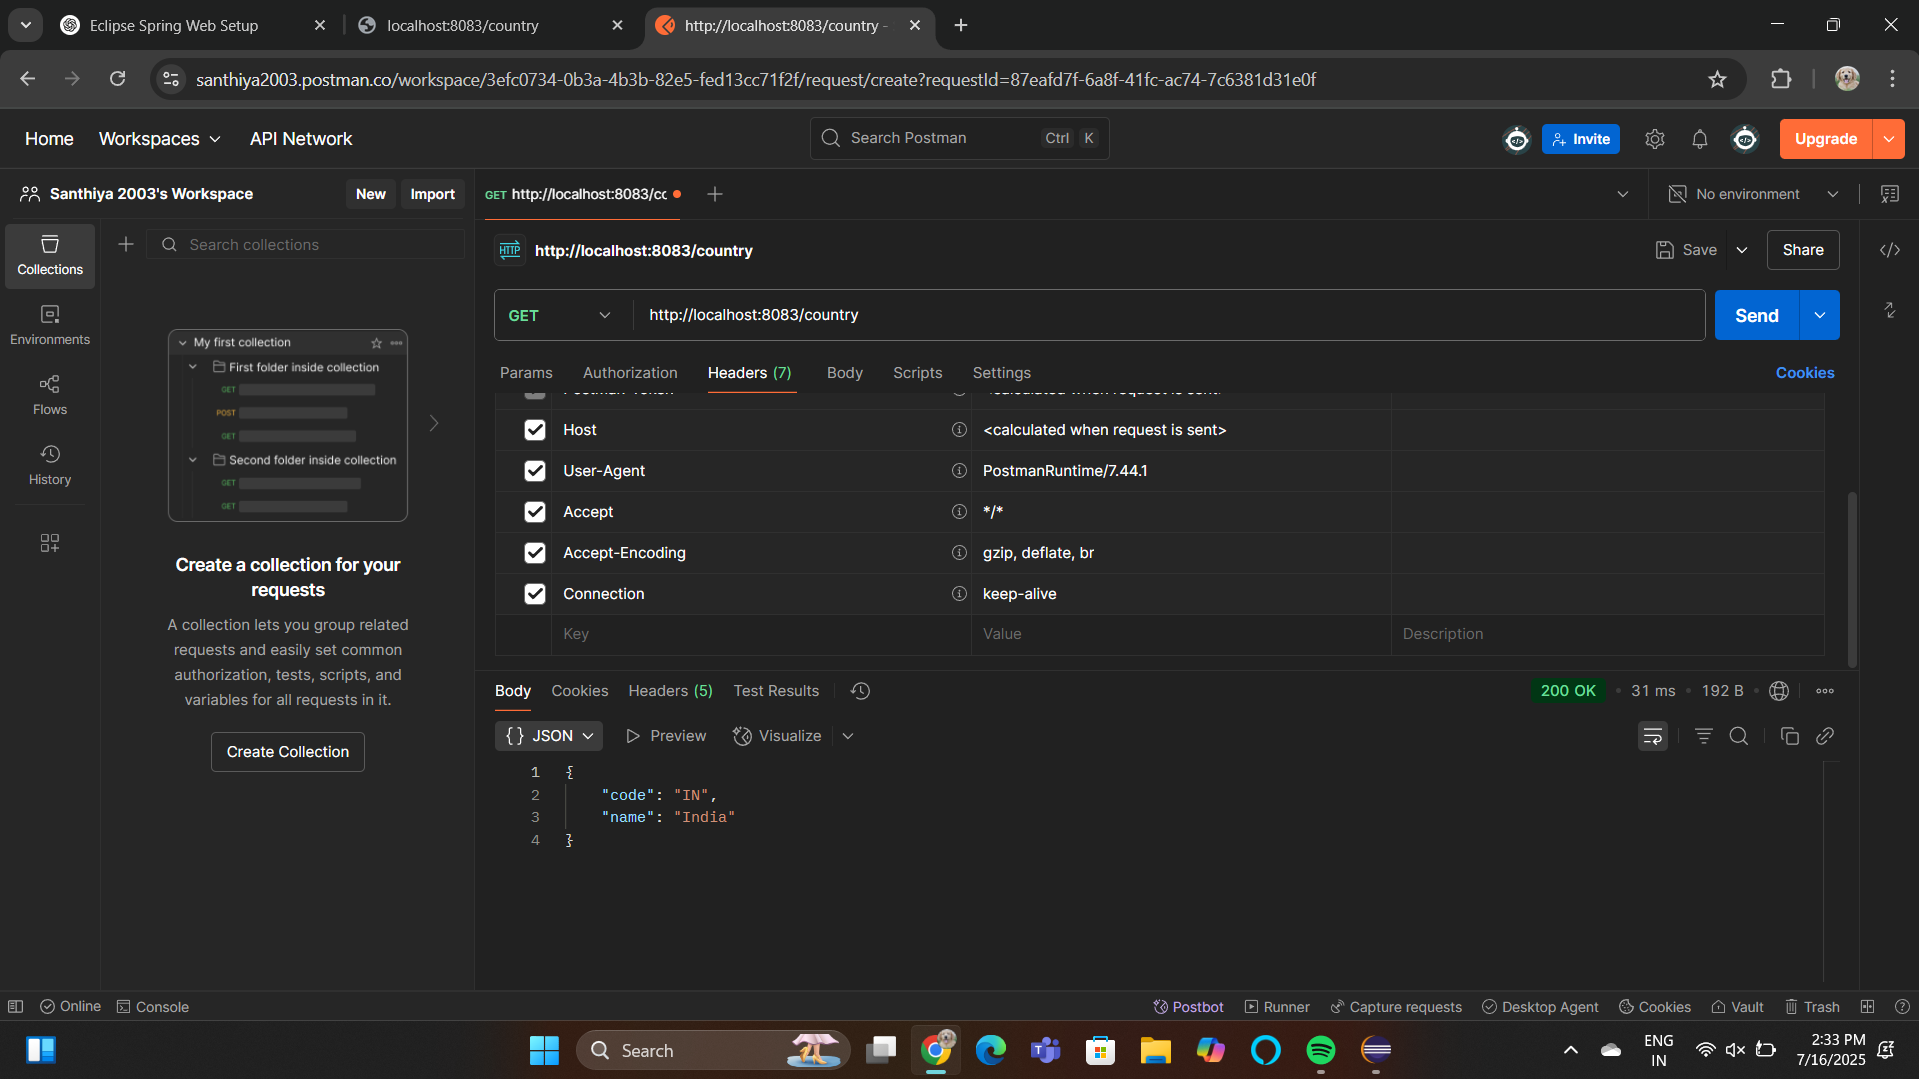 Eclipse Spring Web Setup
localhost:8083/country
http://localhost:8083/country -
santhiya2003.postman.co/workspace/3efc0734-0b3a-4b3b-82e5-fed13cc71f2f/request/create?requestId=87eafd7f-6a8f-41fc-ac74-7c6381d31e0f
Home Workspaces API Network
Search Postman Ctrl K
Invite
Upgrade
Santhiya 2003's Workspace New Import
GET http://localhost:8083/cc
No environment
Collections
Search collections
Environments
Flows
History
My first collection
First folder inside collection
GET
POST
GET
Second folder inside collection
GET
GET
Create a collection for your
requests
A collection lets you group related
requests and easily set common
authorization, tests, scripts, and
variables for all requests in it.
Create Collection
HTTP http://localhost:8083/country
Save Share
GET http://localhost:8083/country Send
Params Authorization Headers (7) Body Scripts Settings Cookies
Postman-Token <calculated when request is sent>
Host <calculated when request is sent>
User-Agent PostmanRuntime/7.44.1
Accept */*
Accept-Encoding gzip, deflate, br
Connection keep-alive
Key Value Description
Body Cookies Headers (5) Test Results
200 OK • 31 ms • 192 B
{} JSON Preview Visualize
1 {
2 "code": "IN",
3 "name": "India"
4 }
Online Console
Postbot Runner Capture requests Desktop Agent Cookies Vault Trash
Search
ENG
IN
2:33 PM
7/16/2025